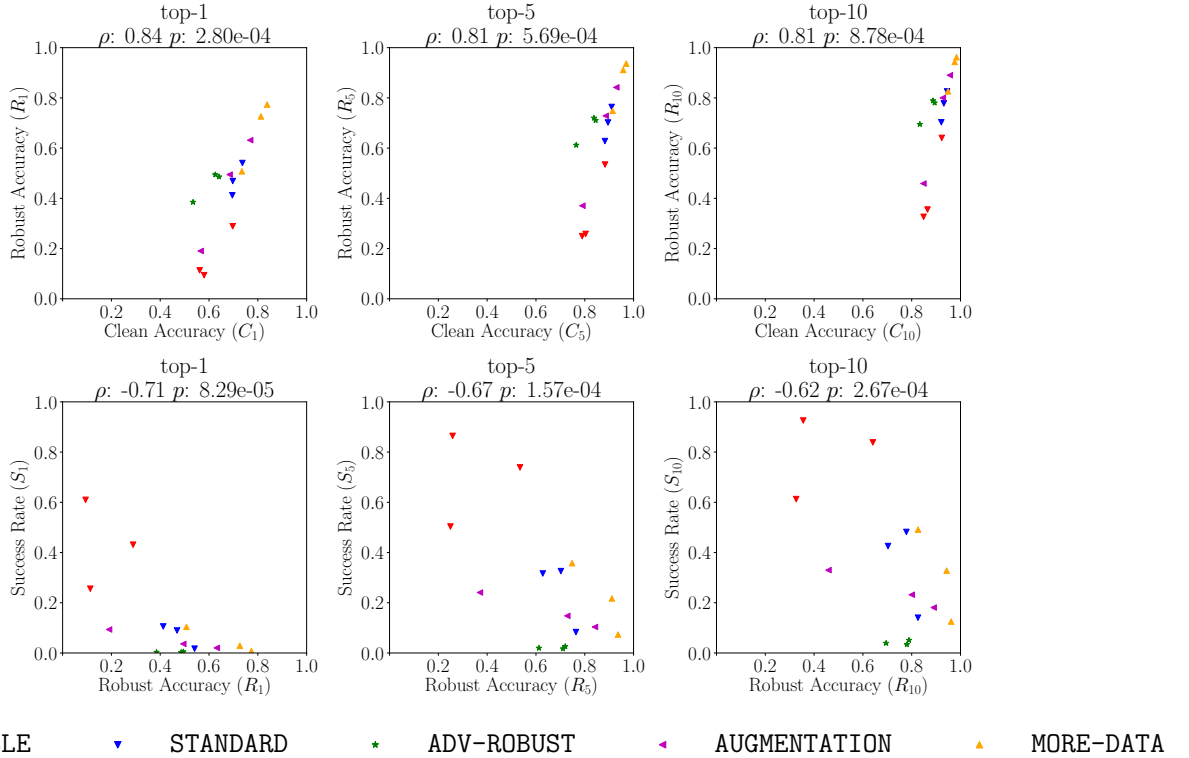 top-1
ρ: 0.84 p: 2.80e-04
1.0
0.8
0.6
0.4
0.2
0.0
Robust Accuracy (R1)
0.2 0.4 0.6 0.8 1.0
Clean Accuracy (C1)
top-5
ρ: 0.81 p: 5.69e-04
1.0
0.8
0.6
0.4
0.2
0.0
Robust Accuracy (R5)
0.2 0.4 0.6 0.8 1.0
Clean Accuracy (C5)
top-10
ρ: 0.81 p: 8.78e-04
1.0
0.8
0.6
0.4
0.2
0.0
Robust Accuracy (R10)
0.2 0.4 0.6 0.8 1.0
Clean Accuracy (C10)
top-1
ρ: -0.71 p: 8.29e-05
1.0
0.8
0.6
0.4
0.2
0.0
Success Rate (S1)
0.2 0.4 0.6 0.8 1.0
Robust Accuracy (R1)
top-5
ρ: -0.67 p: 1.57e-04
1.0
0.8
0.6
0.4
0.2
0.0
Success Rate (S5)
0.2 0.4 0.6 0.8 1.0
Robust Accuracy (R5)
top-10
ρ: -0.62 p: 2.67e-04
1.0
0.8
0.6
0.4
0.2
0.0
Success Rate (S10)
0.2 0.4 0.6 0.8 1.0
Robust Accuracy (R10)
LE STANDARD ADV-ROBUST AUGMENTATION MORE-DATA